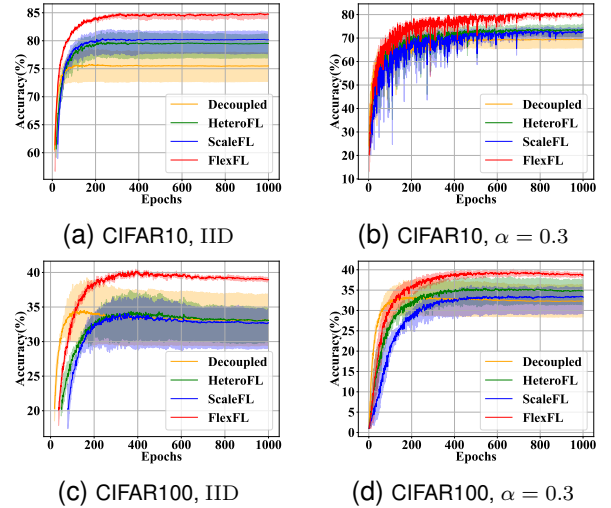 85
80
75
70
65
60
Accuracy(%)
Decoupled
HeteroFL
ScaleFL
FlexFL
0 200 400 600 800 1000
Epochs
(a) CIFAR10, IID
80
70
60
50
40
30
20
10
Accuracy(%)
Decoupled
HeteroFL
ScaleFL
FlexFL
0 200 400 600 800 1000
Epochs
(b) CIFAR10, α = 0.3
40
35
30
25
20
Accuracy(%)
Decoupled
HeteroFL
ScaleFL
FlexFL
0 200 400 600 800 1000
Epochs
(c) CIFAR100, IID
40
35
30
25
20
15
10
5
0
Accuracy(%)
Decoupled
HeteroFL
ScaleFL
FlexFL
0 200 400 600 800 1000
Epochs
(d) CIFAR100, α = 0.3